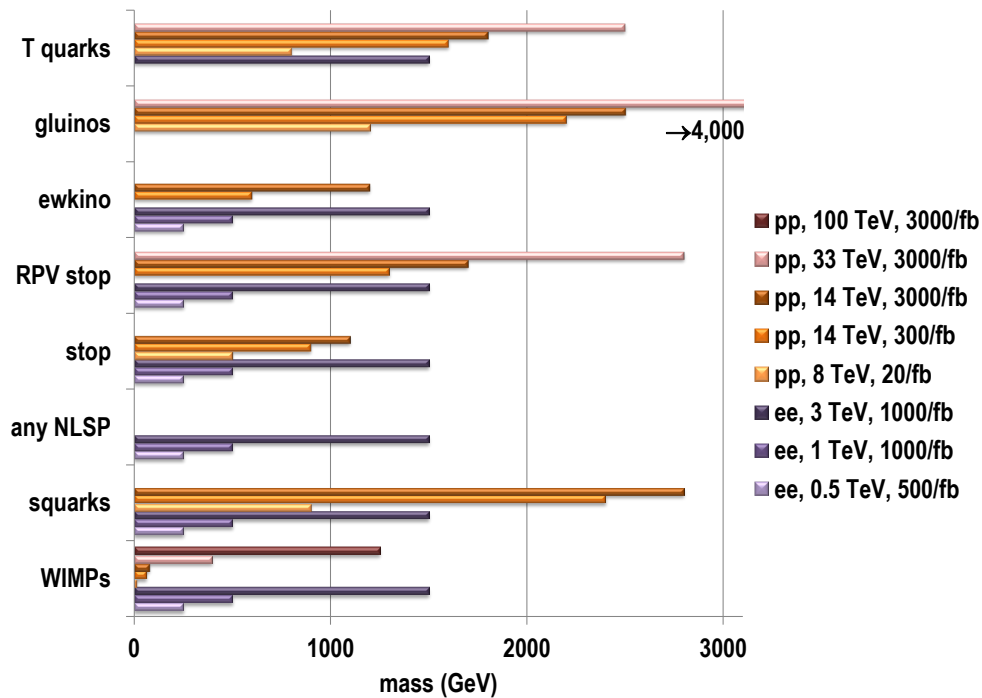 T quarks
gluinos
→4,000
ewkino
RPV stop
stop
any NLSP
squarks
WIMPs
0 1000 2000 3000
mass (GeV)
pp, 100 TeV, 3000/fb
pp, 33 TeV, 3000/fb
pp, 14 TeV, 3000/fb
pp, 14 TeV, 300/fb
pp, 8 TeV, 20/fb
ee, 3 TeV, 1000/fb
ee, 1 TeV, 1000/fb
ee, 0.5 TeV, 500/fb